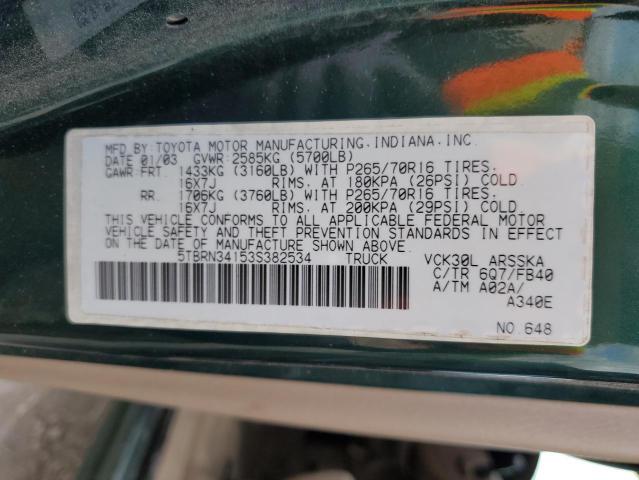 MFD. BY TOYOTA MOTOR MANUFACTURING, INDIANA, INC.
DATE 01/03 GVWR: 2585KG (5700LB)
GAWR: FRT. 1433KG (3160LB) WITH P265/70R16 TIRES.
16X7J RIMS. AT 180KPA (26PSI) COLD
RR. 1706KG (3760LB) WITH P265/70R16 TIRES.
16X7J RIMS. AT 200KPA (29PSI) COLD
THIS VEHICLE CONFORMS TO ALL APPLICABLE FEDERAL MOTOR
VEHICLE SAFETY AND THEFT PREVENTION STANDARDS IN EFFECT
ON THE DATE OF MANUFACTURE SHOWN ABOVE.
5TBRN34153S382534 TRUCK VCK30L ARSSKA
C/TR 6Q7/FB40
A/TM A02A/
A340E
NO. 648